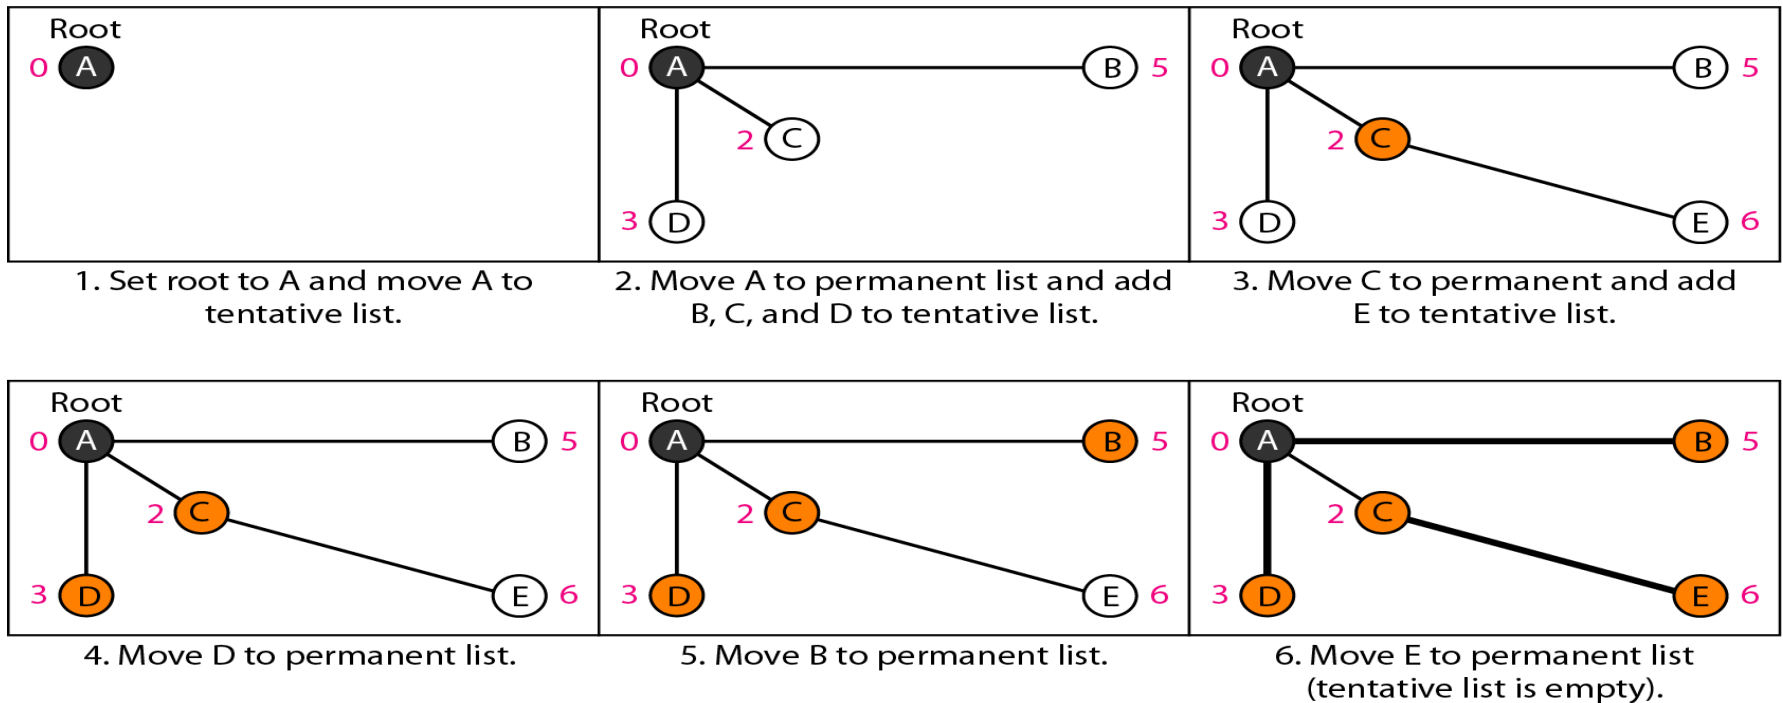 Root
0 A
1. Set root to A and move A to
tentative list.
Root
0 A B 5
2 C
3 D
2. Move A to permanent list and add
B, C, and D to tentative list.
Root
0 A B 5
2 C
3 D E 6
3. Move C to permanent and add
E to tentative list.
Root
0 A B 5
2 C
3 D E 6
4. Move D to permanent list.
Root
0 A B 5
2 C
3 D E 6
5. Move B to permanent list.
Root
0 A B 5
2 C
3 D E 6
6. Move E to permanent list
(tentative list is empty).